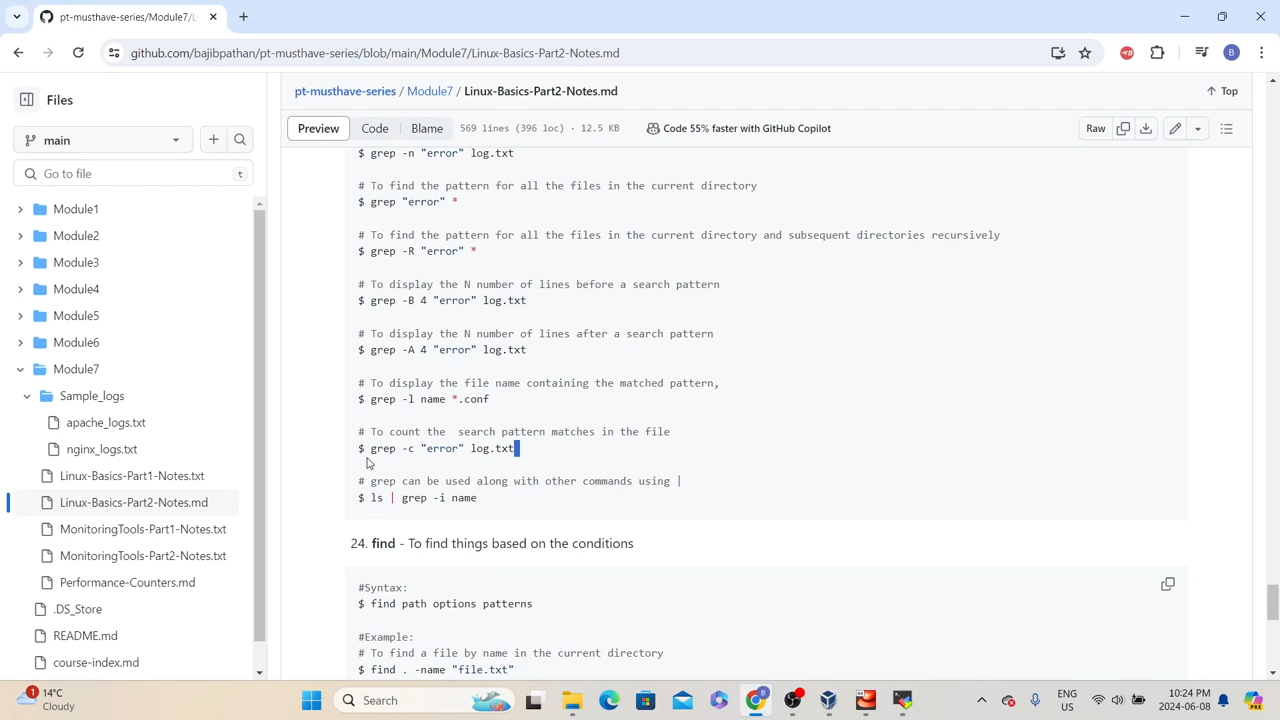 pt-musthave-series/Module7/Li
github.com/bajibpathan/pt-musthave-series/blob/main/Module7/Linux-Basics-Part2-Notes.md
B
Files
pt-musthave-series / Module7 / Linux-Basics-Part2-Notes.md
Top
main
Preview
Code
Blame
569 lines (396 loc) · 12.5 KB
Code 55% faster with GitHub Copilot
Raw
Go to file
t
Module1
Module2
Module3
Module4
Module5
Module6
Module7
Sample_logs
apache_logs.txt
nginx_logs.txt
Linux-Basics-Part1-Notes.txt
Linux-Basics-Part2-Notes.md
MonitoringTools-Part1-Notes.txt
MonitoringTools-Part2-Notes.txt
Performance-Counters.md
.DS_Store
README.md
course-index.md
$ grep -n "error" log.txt
# To find the pattern for all the files in the current directory
$ grep "error" *
# To find the pattern for all the files in the current directory and subsequent directories recursively
$ grep -R "error" *
# To display the N number of lines before a search pattern
$ grep -B 4 "error" log.txt
# To display the N number of lines after a search pattern
$ grep -A 4 "error" log.txt
# To display the file name containing the matched pattern,
$ grep -l name *.conf
# To count the  search pattern matches in the file
$ grep -c "error" log.txt
# grep can be used along with other commands using |
$ ls | grep -i name
24. find - To find things based on the conditions
#Syntax:
$ find path options patterns
#Example:
# To find a file by name in the current directory
$ find . -name "file.txt"
1
14°C
Cloudy
Search
B
ENG
CAES
10:24 PM
2024-06-08
PRE